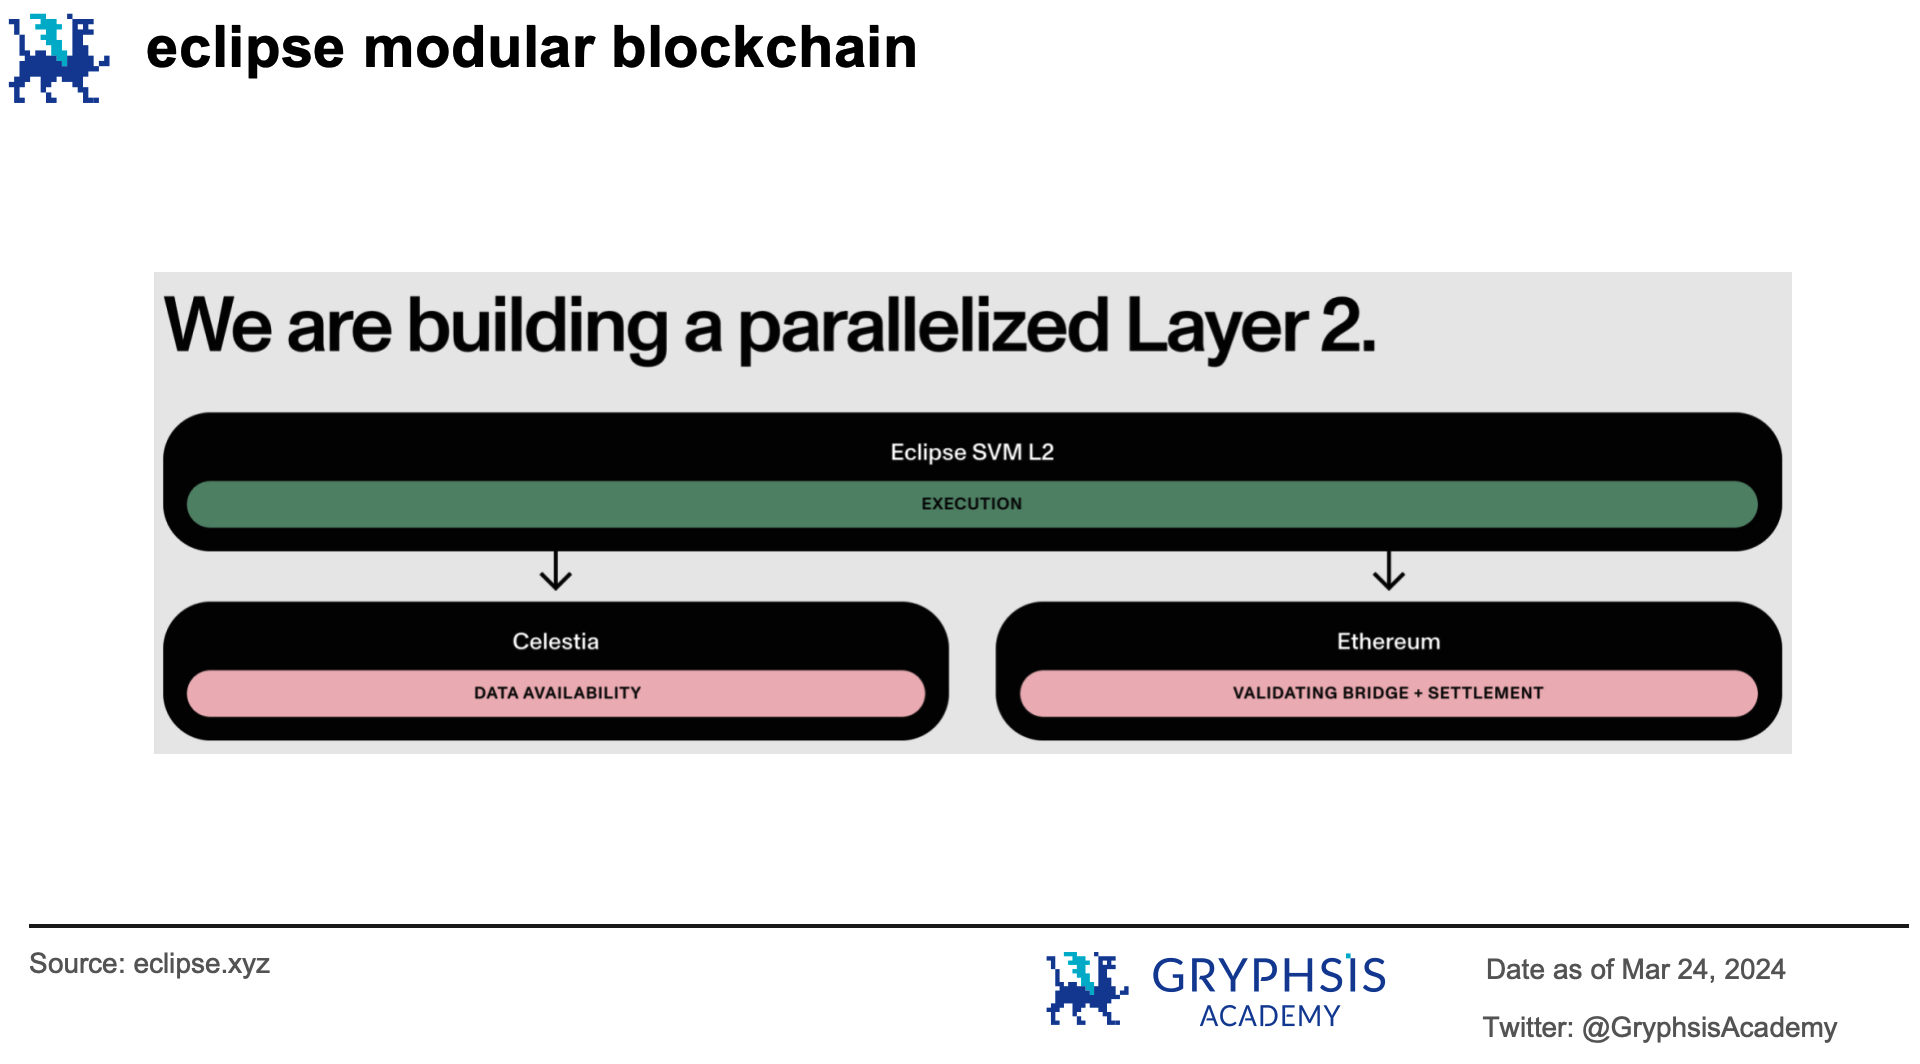 eclipse modular blockchain
We are building a parallelized Layer 2.
Eclipse SVM L2
EXECUTION
Celestia
DATA AVAILABILITY
Ethereum
VALIDATING BRIDGE + SETTLEMENT
Source: eclipse.xyz
GRYPHSIS
ACADEMY
Date as of Mar 24, 2024
Twitter: @GryphsisAcademy